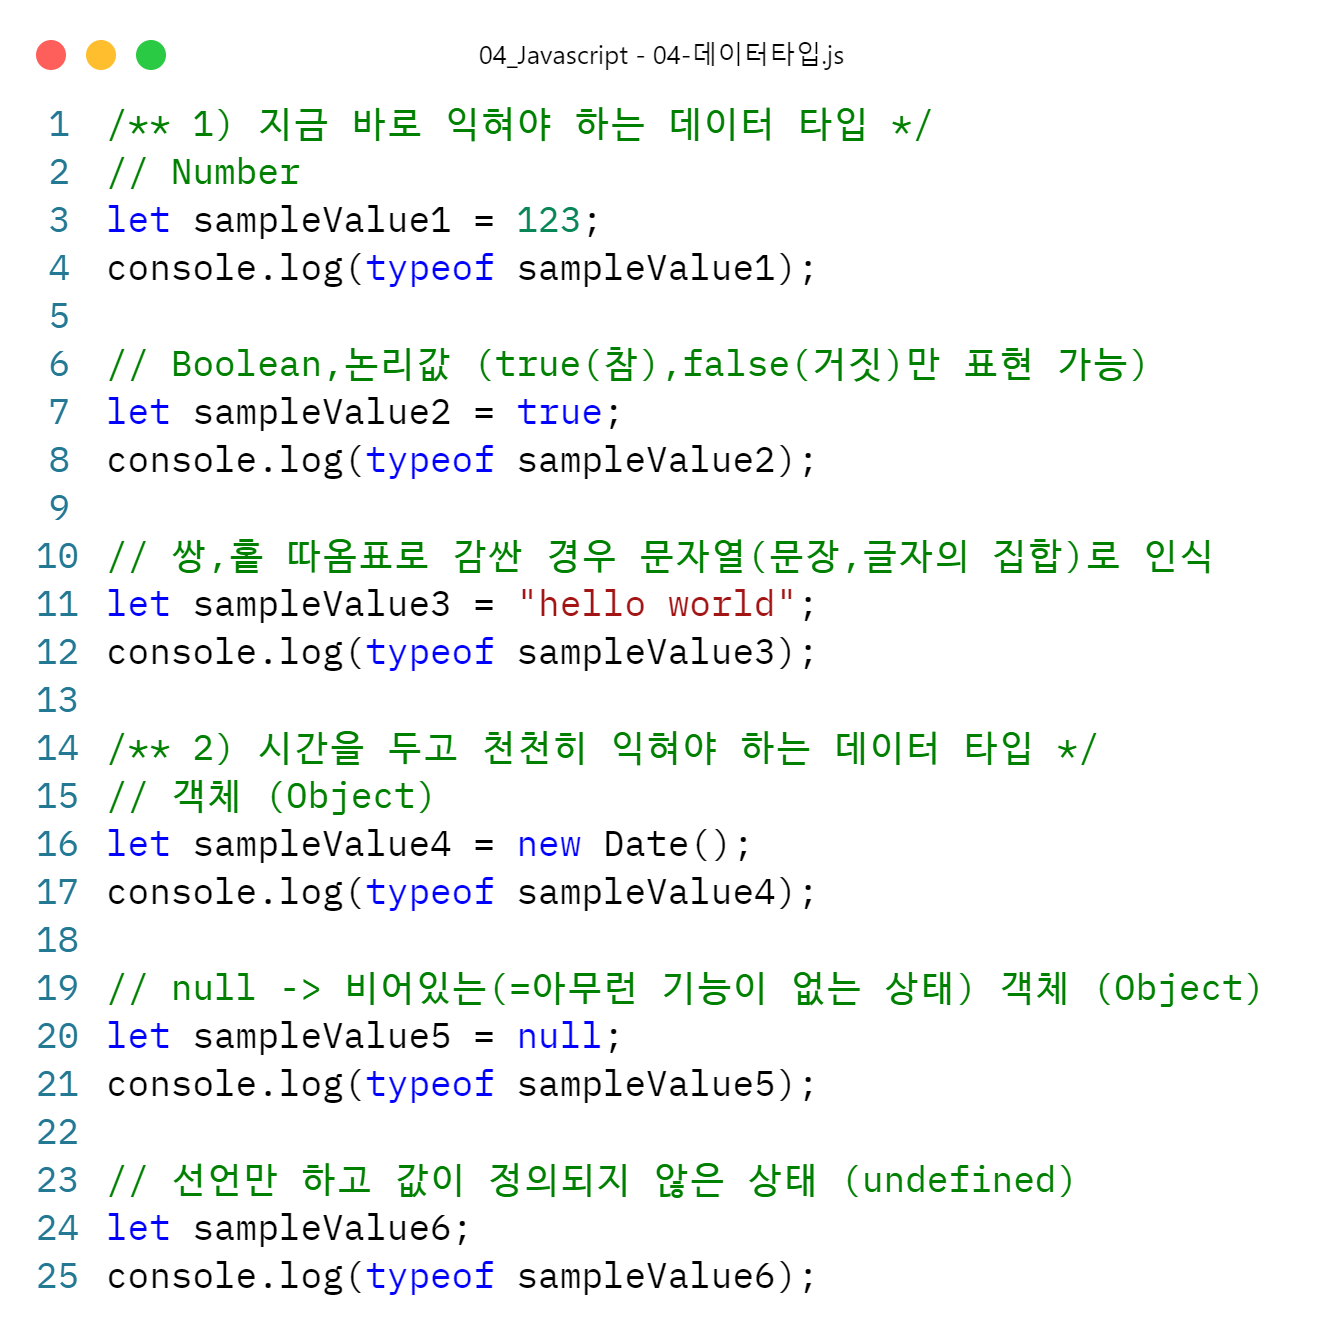 04_Javascript - 04-데이터타입.js
1 /** 1) 지금 바로 익혀야 하는 데이터 타입 */
2 // Number
3 let sampleValue1 = 123;
4 console.log(typeof sampleValue1);
5
6 // Boolean,논리값 (true(참),false(거짓)만 표현 가능)
7 let sampleValue2 = true;
8 console.log(typeof sampleValue2);
9
10 // 쌍,홑 따옴표로 감싼 경우 문자열(문장,글자의 집합)로 인식
11 let sampleValue3 = "hello world";
12 console.log(typeof sampleValue3);
13
14 /** 2) 시간을 두고 천천히 익혀야 하는 데이터 타입 */
15 // 객체 (Object)
16 let sampleValue4 = new Date();
17 console.log(typeof sampleValue4);
18
19 // null -> 비어있는(=아무런 기능이 없는 상태) 객체 (Object)
20 let sampleValue5 = null;
21 console.log(typeof sampleValue5);
22
23 // 선언만 하고 값이 정의되지 않은 상태 (undefined)
24 let sampleValue6;
25 console.log(typeof sampleValue6);